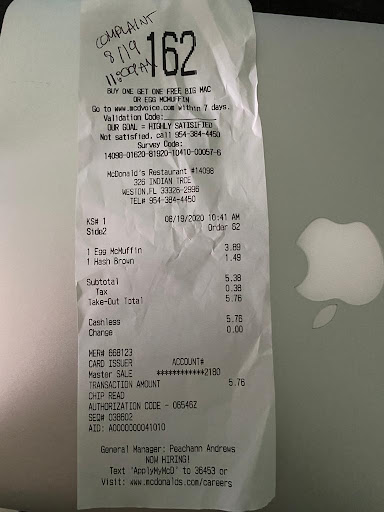 COMPLAINT
8/19
11:00AM
162
BUY ONE GET ONE FREE BIG MAC
OR EGG MCMUFFIN
Go to www.mcdvoice.com within 7 days.
Validation Code:
OUR GOAL = HIGHLY SATISIFIED
Not satisfied, call 954-384-4450
Survey Code:
14098-01620-81920-10410-00057-6
McDonald's Restaurant #14098
326 INDIAN TRCE
WESTON,FL 33326-2996
TEL# 954-384-4450
KS# 1 08/19/2020 10:41 AM
Side2 Order 62
1 Egg McMuffin 3.89
1 Hash Brown 1.49
Subtotal 5.38
Tax 0.38
Take-Out Total 5.76
Cashless 5.76
Change 0.00
MER# 668123
CARD ISSUER ACCOUNT#
Master SALE ************2180
TRANSACTION AMOUNT 5.76
CHIP READ
AUTHORIZATION CODE - 06546Z
SEQ# 038602
AID: A0000000041010
General Manager: Peachann Andrews
NOW HIRING!
Text 'ApplyMyMcD' to 36453 or
Visit: www.mcdonalds.com/careers